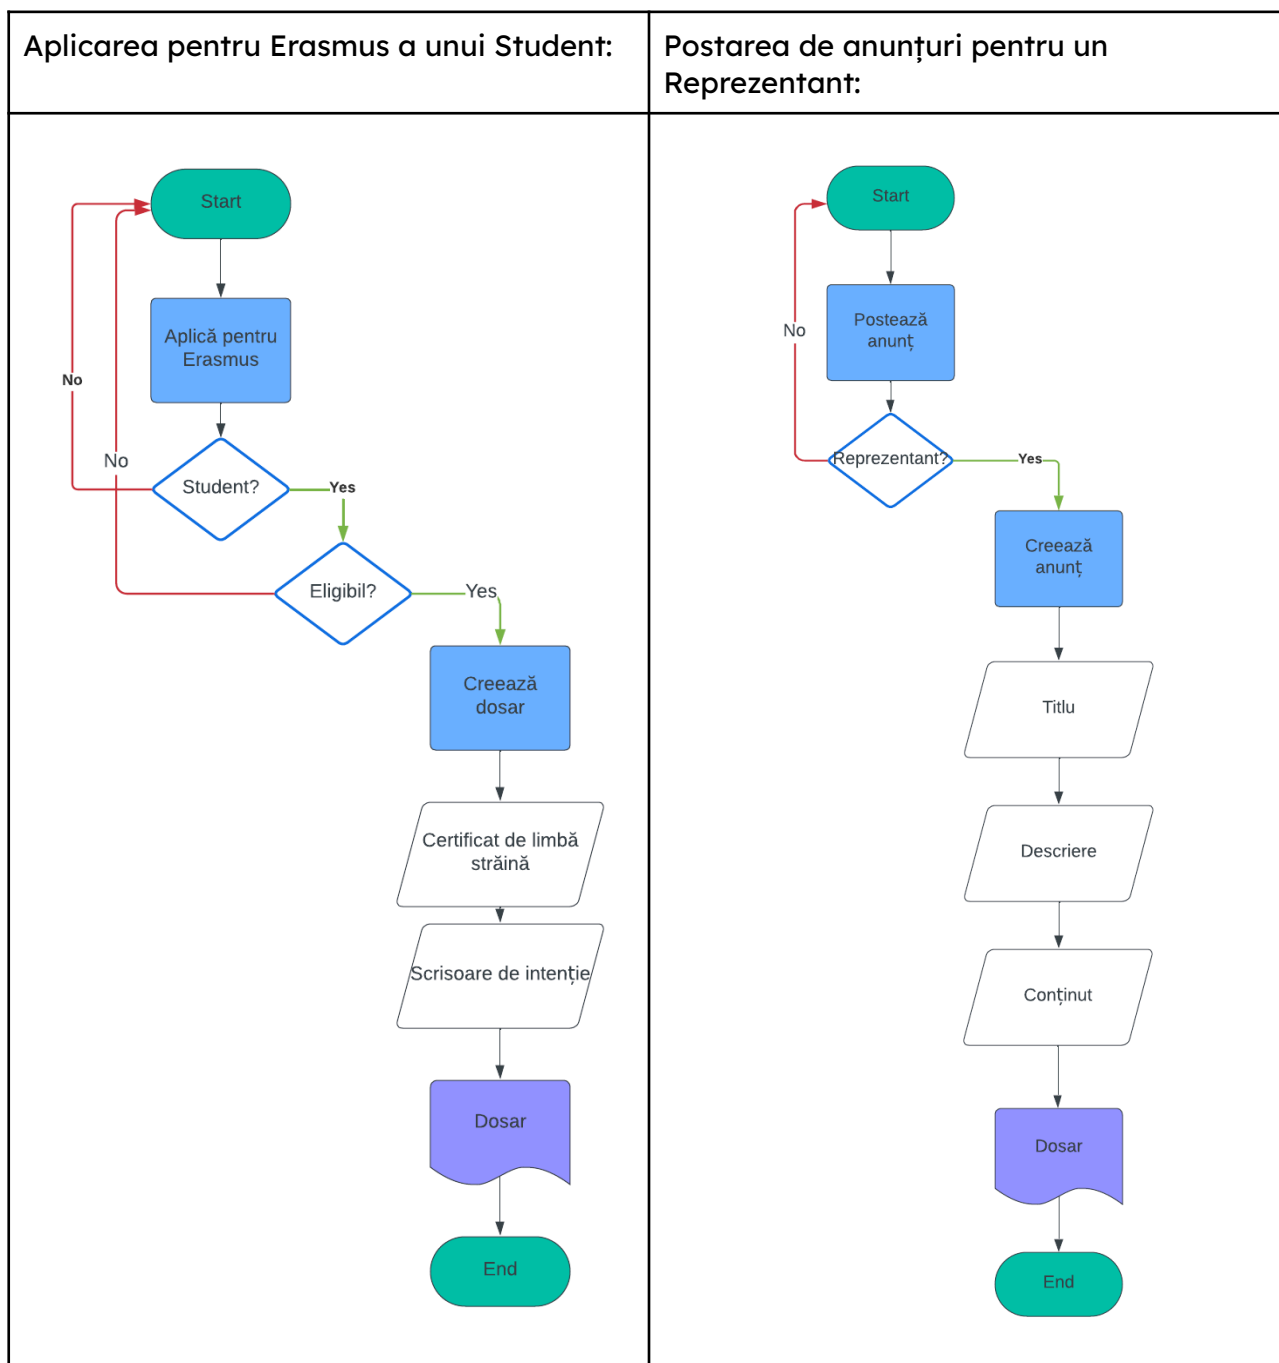 Aplicarea pentru Erasmus a unui Student:
Postarea de anunțuri pentru un
Reprezentant:
Start
Aplică pentru
Erasmus
No
No
Student?
Yes
Eligibil?
Yes
Creează
dosar
Certificat de limbă
străină
Scrisoare de intenție
Dosar
End
Start
Postează
anunț
No
Reprezentant?
Yes
Creează
anunț
Titlu
Descriere
Conținut
Dosar
End